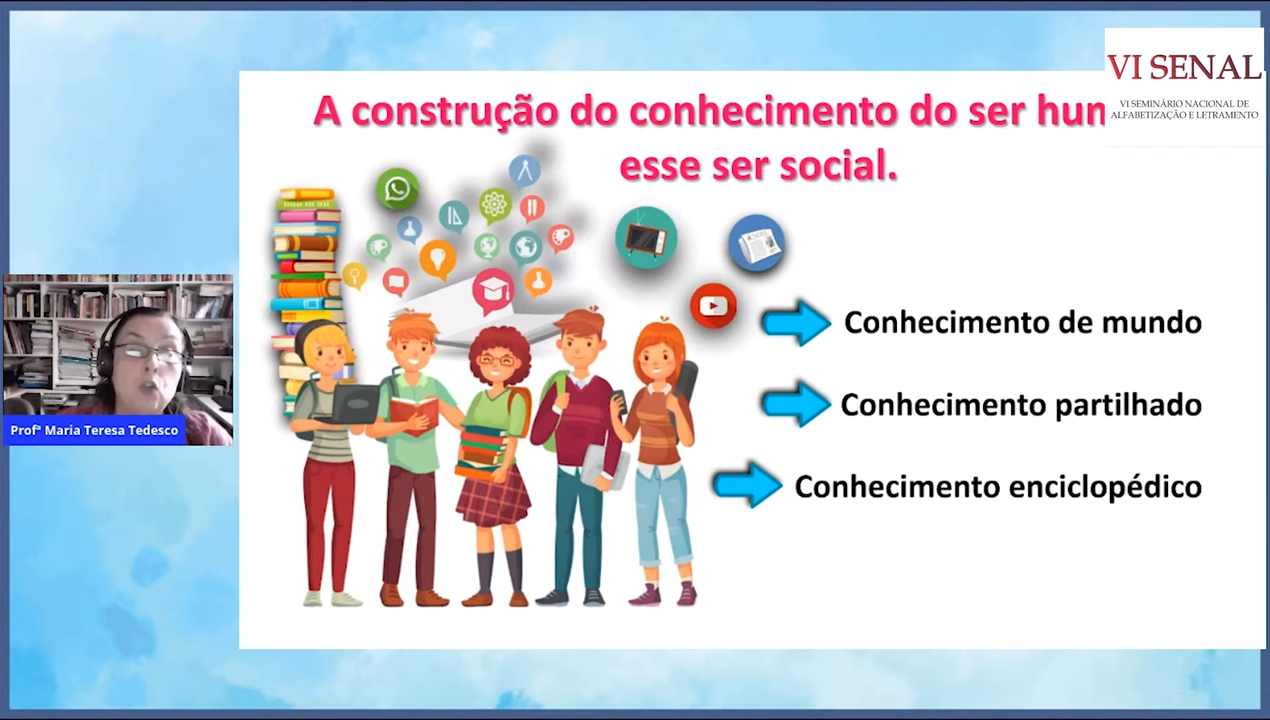 VI SENAL
VI SEMINÁRIO NACIONAL DE
ALFABETIZAÇÃO E LETRAMENTO
A construção do conhecimento do ser hum
esse ser social.
Conhecimento de mundo
Conhecimento partilhado
Conhecimento enciclopédico
Profª Maria Teresa Tedesco